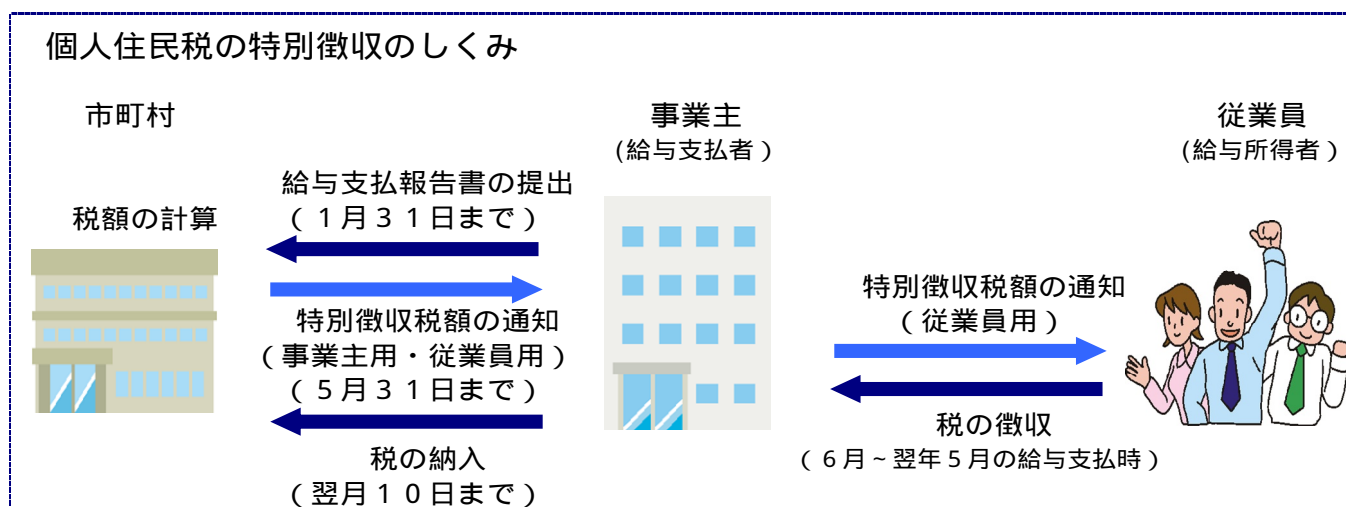 個人住民税の特別徴収のしくみ
市町村
事業主
(給与支払者)
従業員
(給与所得者)
税額の計算
給与支払報告書の提出
(1月31日まで)
特別徴収税額の通知
(事業主用・従業員用)
(5月31日まで)
税の納入
(翌月10日まで)
特別徴収税額の通知
(従業員用)
税の徴収
(6月~翌年5月の給与支払時)